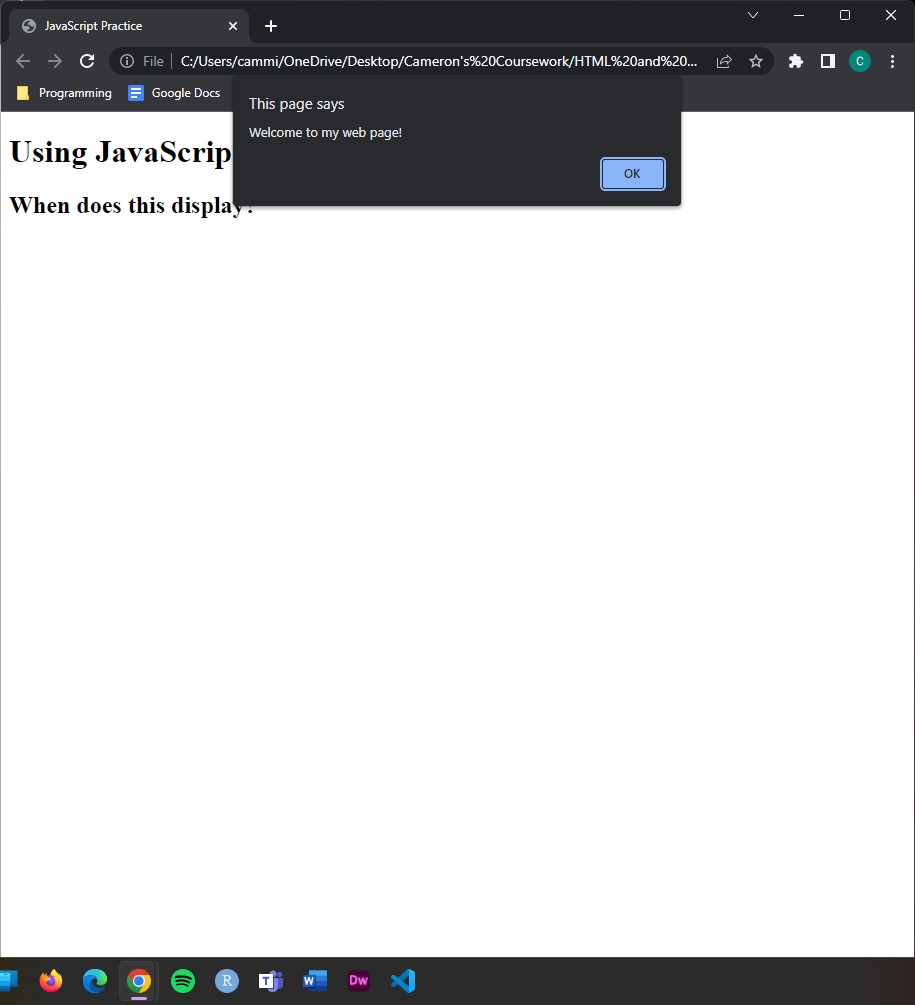 JavaScript Practice
File C:/Users/cammi/OneDrive/Desktop/Cameron's%20Coursework/HTML%20and%20... C
Programming Google Docs
This page says
Welcome to my web page!
OK
Using JavaScrip
When does this display?
R T W Dw